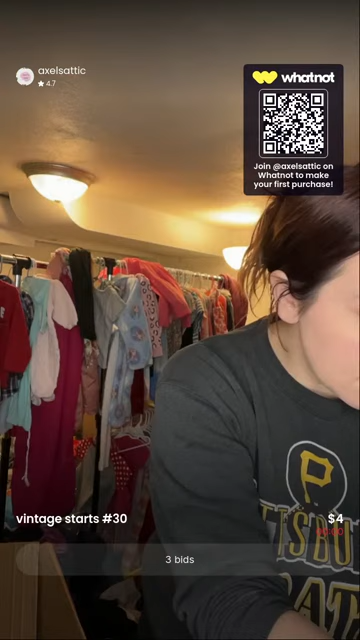 axelsattic
★ 4.7
whatnot
Join @axelsattic on
Whatnot to make
your first purchase!
P
vintage starts #30
$4
3 bids